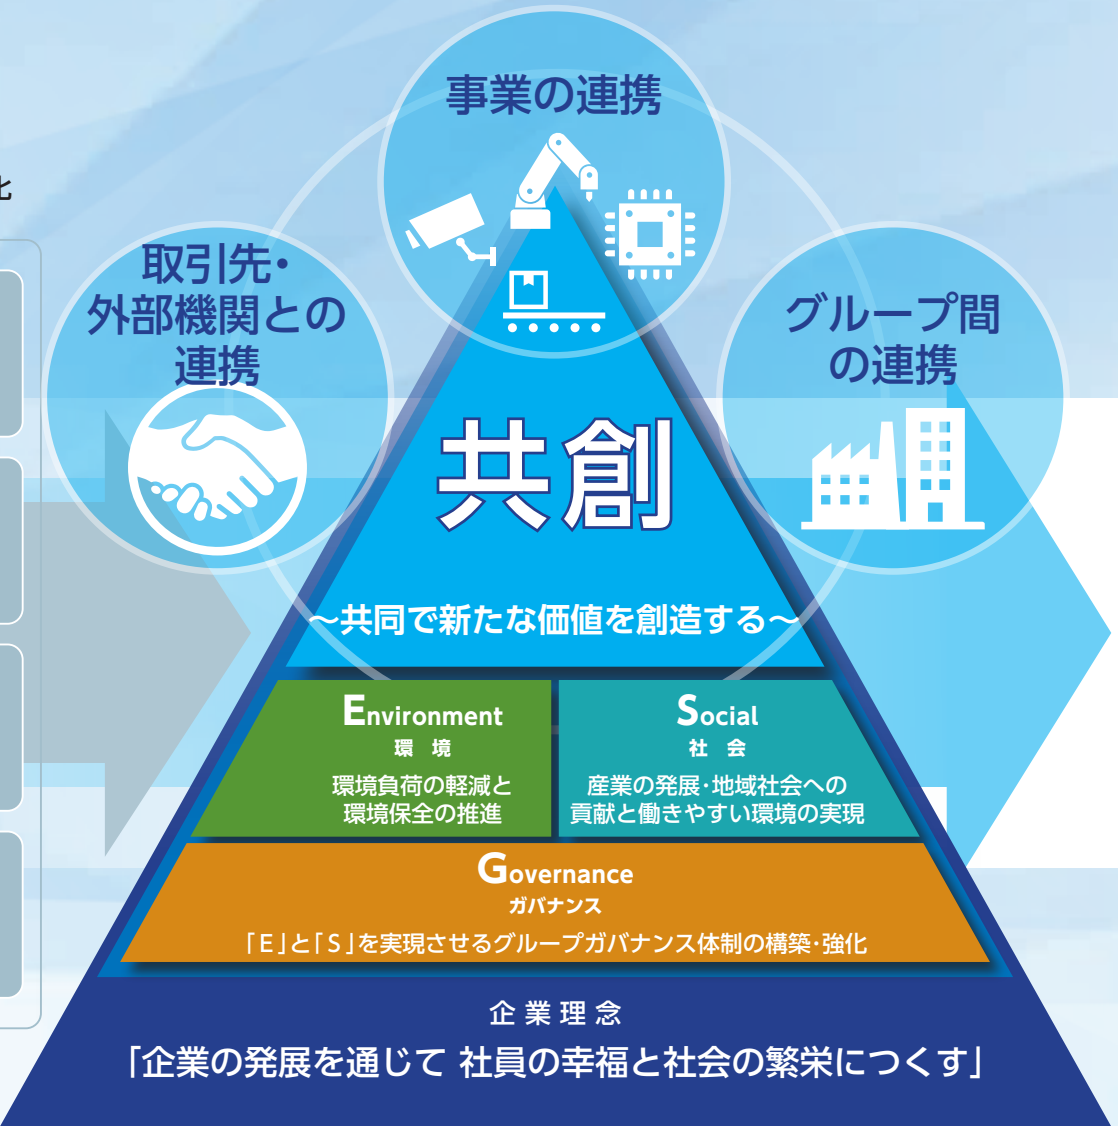 事業の連携
化
取引先・
外部機関との
連携
グループ間
の連携
共創
~共同で新たな価値を創造する~
Environment
環 境
環境負荷の軽減と
環境保全の推進
Social
社 会
産業の発展・地域社会への
貢献と働きやすい環境の実現
Governance
ガバナンス
「E」と「S」を実現させるグループガバナンス体制の構築・強化
企業理念
「企業の発展を通じて 社員の幸福と社会の繁栄につくす」